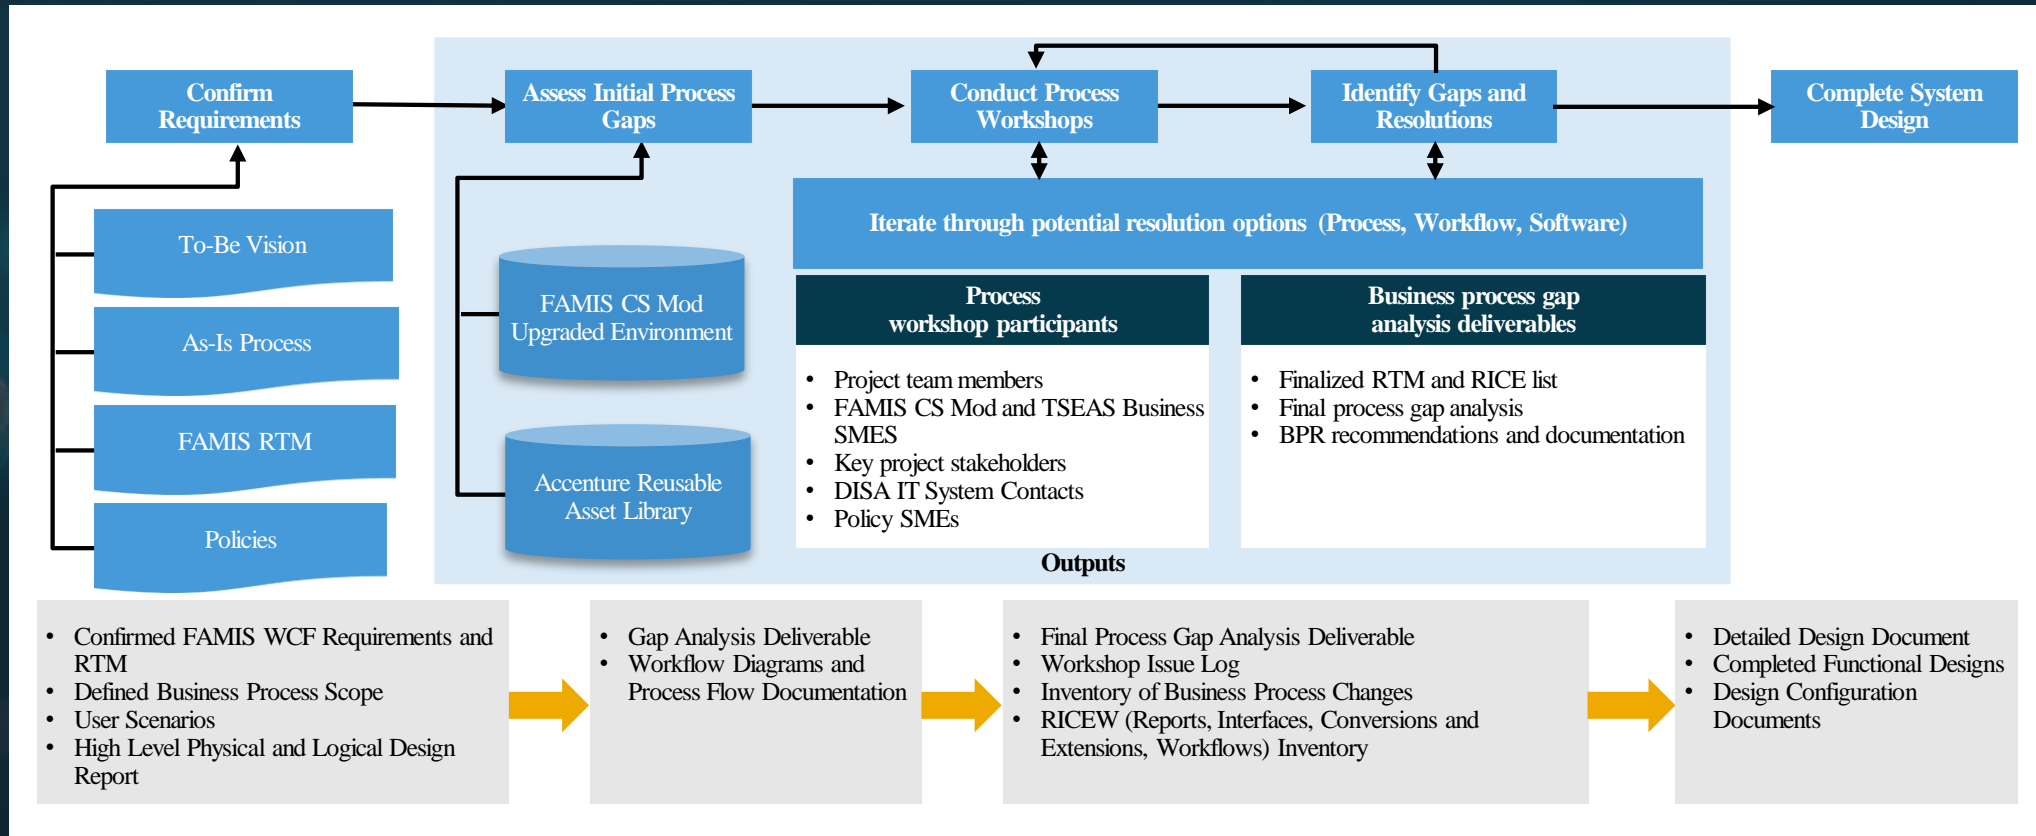 Confirm
Requirements
Assess Initial Process
Gaps
Conduct Process
Workshops
Identify Gaps and
Resolutions
Complete System
Design
To-Be Vision
As-Is Process
FAMIS RTM
Policies
FAMIS CS Mod
Upgraded Environment
Accenture Reusable
Asset Library
Iterate through potential resolution options (Process, Workflow, Software)
Process
workshop participants
• Project team members
• FAMIS CS Mod and TSEAS Business
SMES
• Key project stakeholders
• DISA IT System Contacts
• Policy SMEs
Business process gap
analysis deliverables
• Finalized RTM and RICE list
• Final process gap analysis
• BPR recommendations and documentation
Outputs
• Confirmed FAMIS WCF Requirements and
RTM
• Defined Business Process Scope
• User Scenarios
• High Level Physical and Logical Design
Report
• Gap Analysis Deliverable
• Workflow Diagrams and
Process Flow Documentation
• Final Process Gap Analysis Deliverable
• Workshop Issue Log
• Inventory of Business Process Changes
• RICEW (Reports, Interfaces, Conversions and
Extensions, Workflows) Inventory
• Detailed Design Document
• Completed Functional Designs
• Design Configuration
Documents